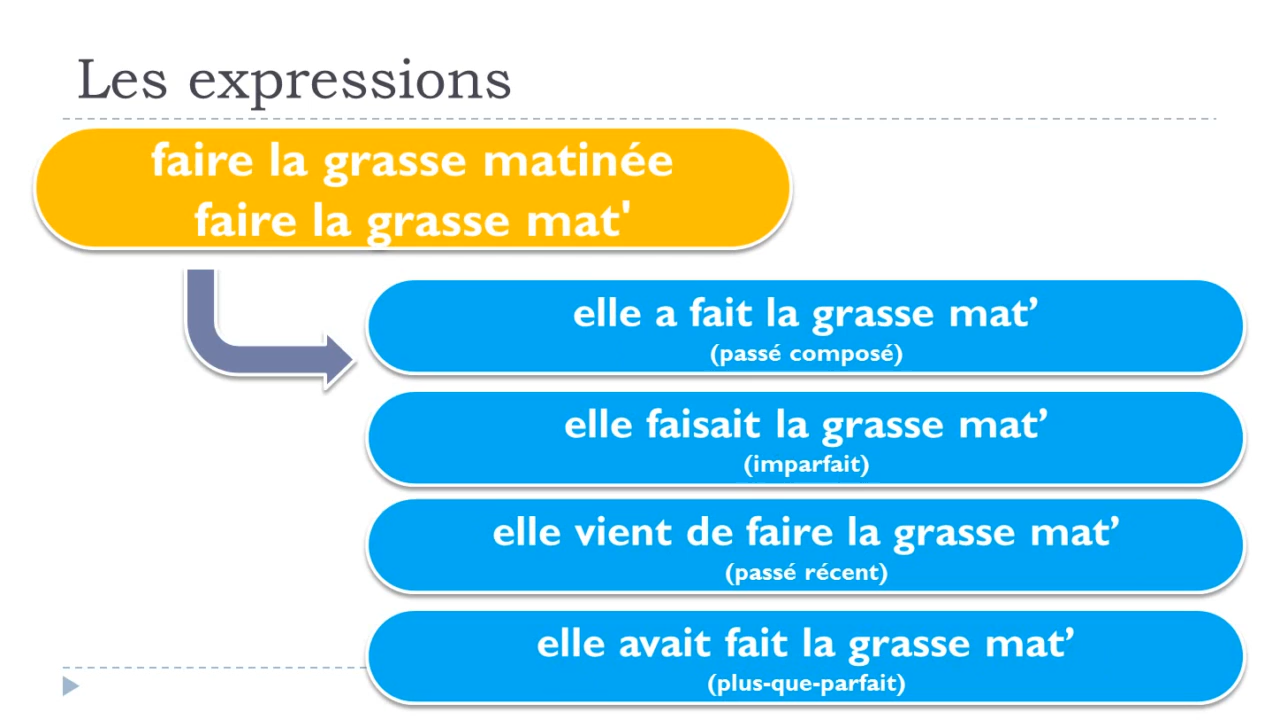 Les expressions
faire la grasse matinée
faire la grasse mat'
elle a fait la grasse mat’
(passé composé)
elle faisait la grasse mat’
(imparfait)
elle vient de faire la grasse mat’
(passé récent)
elle avait fait la grasse mat’
(plus-que-parfait)